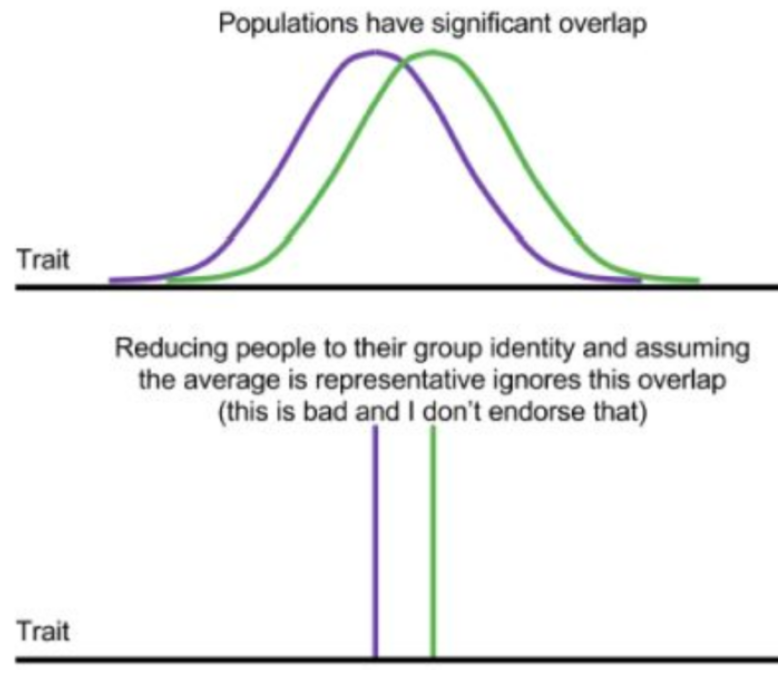 Populations have significant overlap
Trait
Reducing people to their group identity and assuming
the average is representative ignores this overlap
(this is bad and I don't endorse that)
Trait